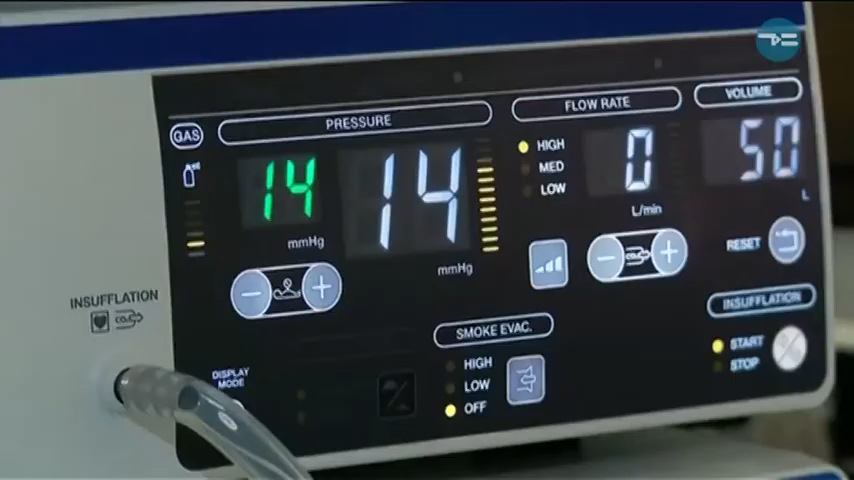 GAS
PRESSURE
FLOW RATE
VOLUME
14
14
HIGH
MED
LOW
0
50
mmHg
mmHg
L/min
L
RESET
INSUFFLATION
CO₂
INSUFFLATION
START
STOP
SMOKE EVAC.
HIGH
LOW
OFF
DISPLAY
MODE